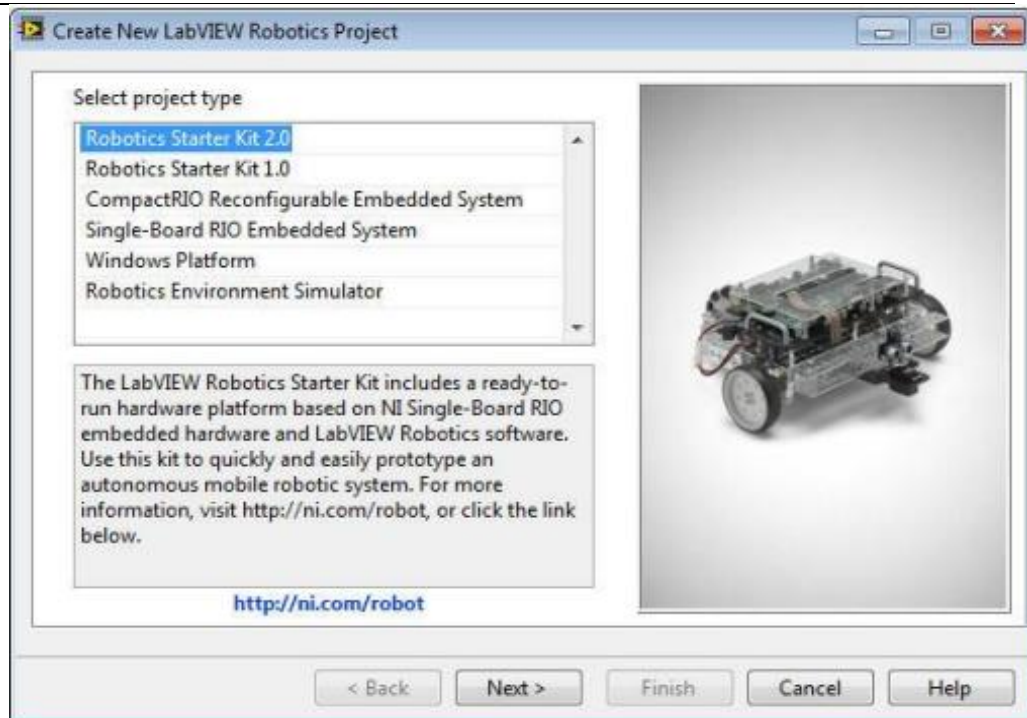 Create New LabVIEW Robotics Project
Select project type
Robotics Starter Kit 2.0
Robotics Starter Kit 1.0
CompactRIO Reconfigurable Embedded System
Single-Board RIO Embedded System
Windows Platform
Robotics Environment Simulator
The LabVIEW Robotics Starter Kit includes a ready-to-
run hardware platform based on NI Single-Board RIO
embedded hardware and LabVIEW Robotics software.
Use this kit to quickly and easily prototype an
autonomous mobile robotic system. For more
information, visit http://ni.com/robot, or click the link
below.
http://ni.com/robot
< Back Next > Finish Cancel Help